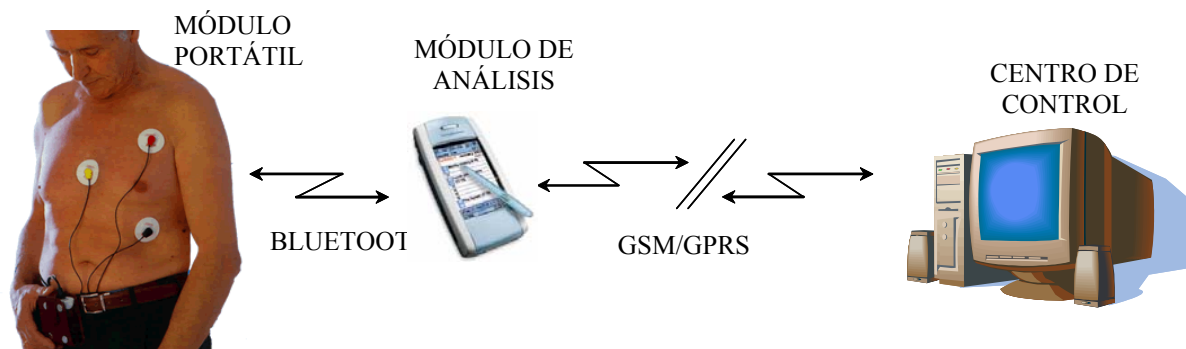 MÓDULO
PORTÁTIL
MÓDULO DE
ANÁLISIS
CENTRO DE
CONTROL
BLUETOOT
GSM/GPRS